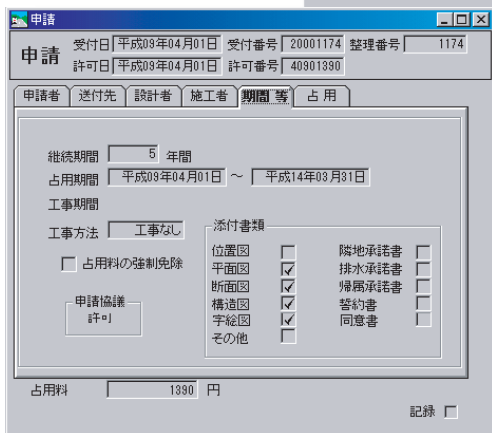 申請
申請 受付日 平成09年04月01日 受付番号 20001174 整理番号 1174
許可日 平成09年04月01日 許可番号 40901390
申請者 送付先 設計者 施工者 期間等 占用
継続期間 5 年間
占用期間 平成09年04月01日 ～ 平成14年03月31日
工事期間
工事方法 工事なし
占用料の強制免除
申請協議
許可
添付書類
位置図 隣地承諾書
平面図 排水承諾書
断面図 帰属承諾書
構造図 誓約書
字絵図 同意書
その他
占用料 1390 円
記録